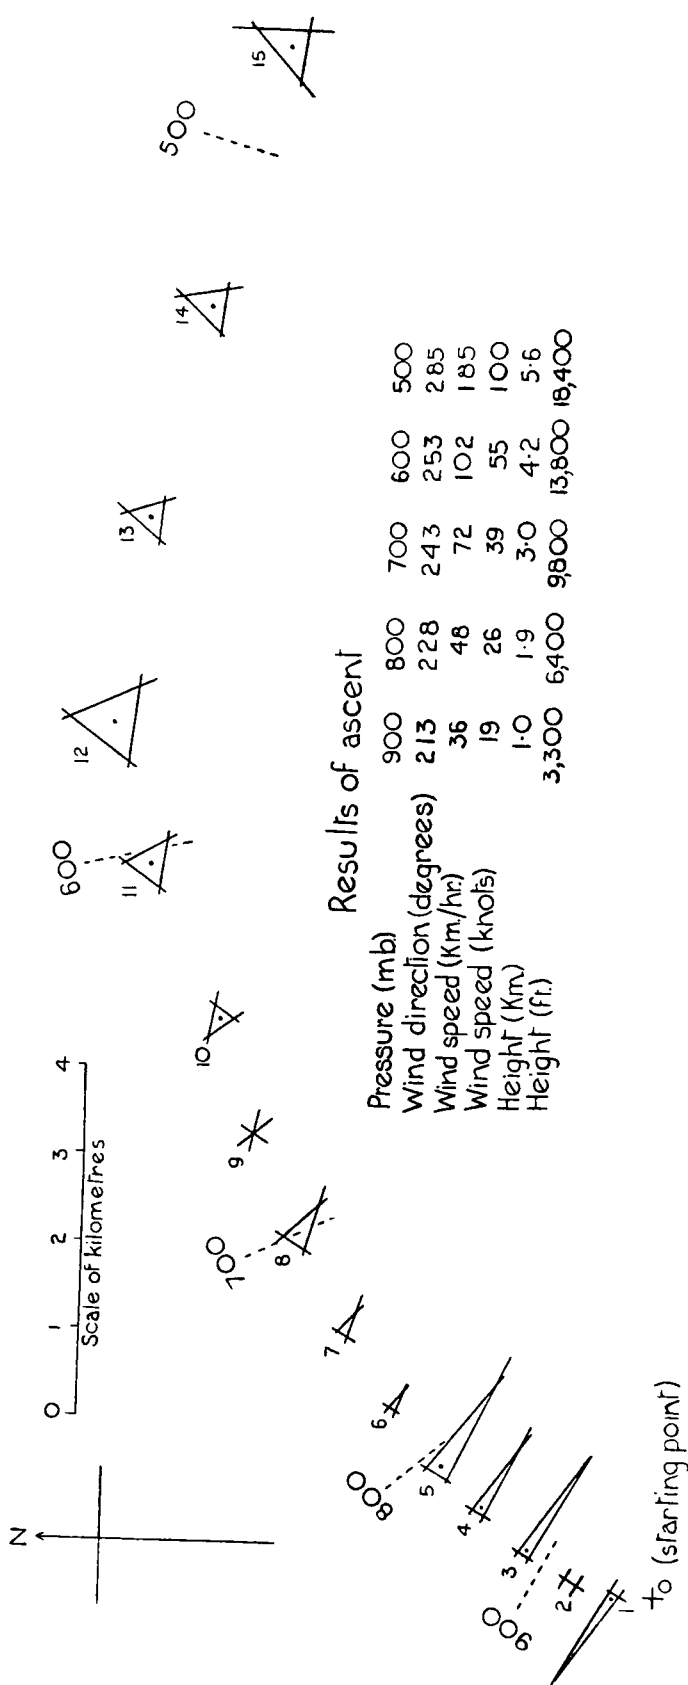 N
0 1 2 3 4
Scale of kilometres
+0 (starting point)
1
2
900
3
4
5
800
6
7
8
700
9
10
11
600
12
13
14
500
15
Results of ascent
Pressure (mb.) 900 800 700 600 500
Wind direction (degrees) 213 228 243 253 285
Wind speed (Km./hr.) 36 48 72 102 185
Wind speed (knots) 19 26 39 55 100
Height (Km.) 1·0 1·9 3·0 4·2 5·6
Height (ft.) 3,300 6,400 9,800 13,800 18,400